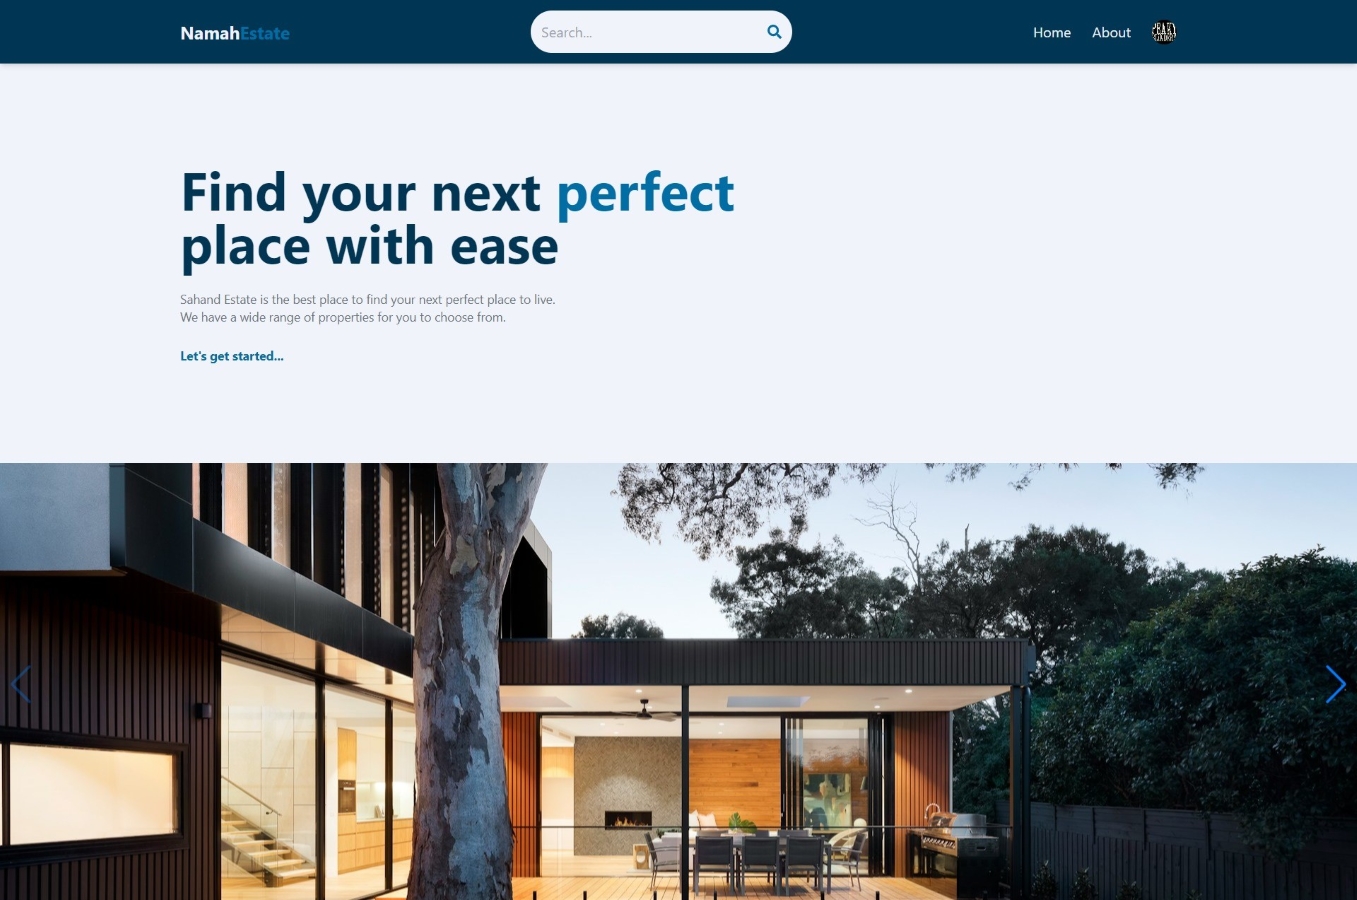 NamahEstate
Search...
Home
About
Find your next perfect
place with ease
Sahand Estate is the best place to find your next perfect place to live.
We have a wide range of properties for you to choose from.
Let's get started...